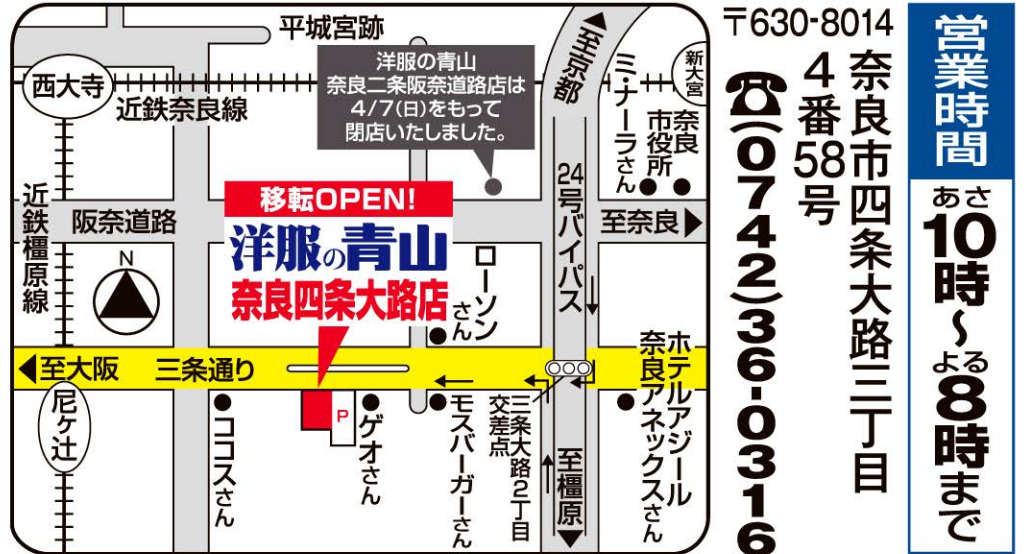 平城宮跡
西大寺
近鉄奈良線
洋服の青山
奈良二条阪奈道路店は
4/7(日)をもって
閉店いたしました。
至京都
ミ・ナーラさん
奈良
市役所
新大宮
近鉄橿原線
阪奈道路
移転OPEN!
洋服の青山
奈良四条大路店
24号バイパス
至奈良
N
ローソン
さん
至大阪
三条通り
ホテルアジール
奈良アネックスさん
尼ヶ辻
ココスさん
P
ゲオさん
モスバーガーさん
三条大路2丁目
交差点
至橿原
〒630-8014
奈良市四条大路三丁目
4番58号
☎(0742)36-0316
営業時間
あさ
10時~
よる
8時まで